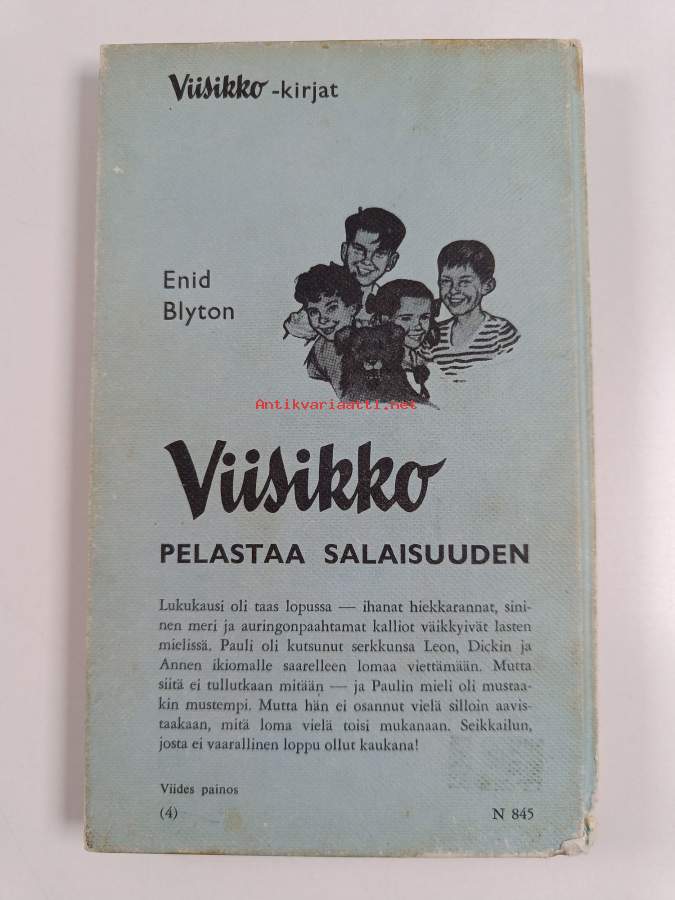 Viisikko -kirjat
Enid
Blyton
Antikvariaatti.net
Viisikko
PELASTAA SALAISUUDEN
Lukukausi oli taas lopussa — ihanat hiekkarannat, sini-
nen meri ja auringonpaahtamat kalliot väikkyivät lasten
mielissä. Pauli oli kutsunut serkkunsa Leon, Dickin ja
Annen ikiomalle saarelleen lomaa viettämään. Mutta
siitä ei tullutkaan mitään — ja Paulin mieli oli mustaa-
kin mustempi. Mutta hän ei osannut vielä silloin aavis-
taakaan, mitä loma vielä toisi mukanaan. Seikkailun,
josta ei vaarallinen loppu ollut kaukana!
Viides painos
(4) N 845